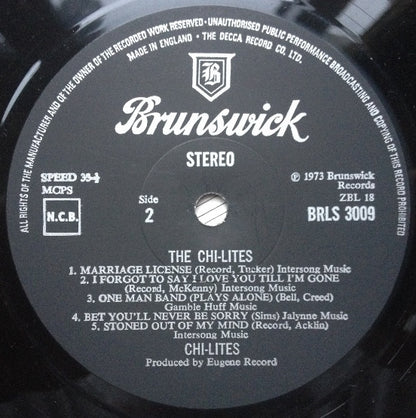 ALL RIGHTS OF THE MANUFACTURER AND OF THE OWNER OF THE RECORDED WORK RESERVED · UNAUTHORISED PUBLIC PERFORMANCE BROADCASTING AND COPYING OF THIS RECORD PROHIBITED
MADE IN ENGLAND · THE DECCA RECORD CO. LTD.
B
Brunswick
STEREO
SPEED 33⅓
MCPS
N.C.B.
Side
2
℗ 1973 Brunswick
Records
ZBL 18
BRLS 3009
THE CHI-LITES
1. MARRIAGE LICENSE (Record, Tucker) Intersong Music
2. I FORGOT TO SAY I LOVE YOU TILL I'M GONE
(Record, McKenny) Intersong Music
3. ONE MAN BAND (PLAYS ALONE) (Bell, Creed)
Gamble Huff Music
4. BET YOU'LL NEVER BE SORRY (Sims) Jalynne Music
5. STONED OUT OF MY MIND (Record, Acklin)
Intersong Music
CHI-LITES
Produced by Eugene Record